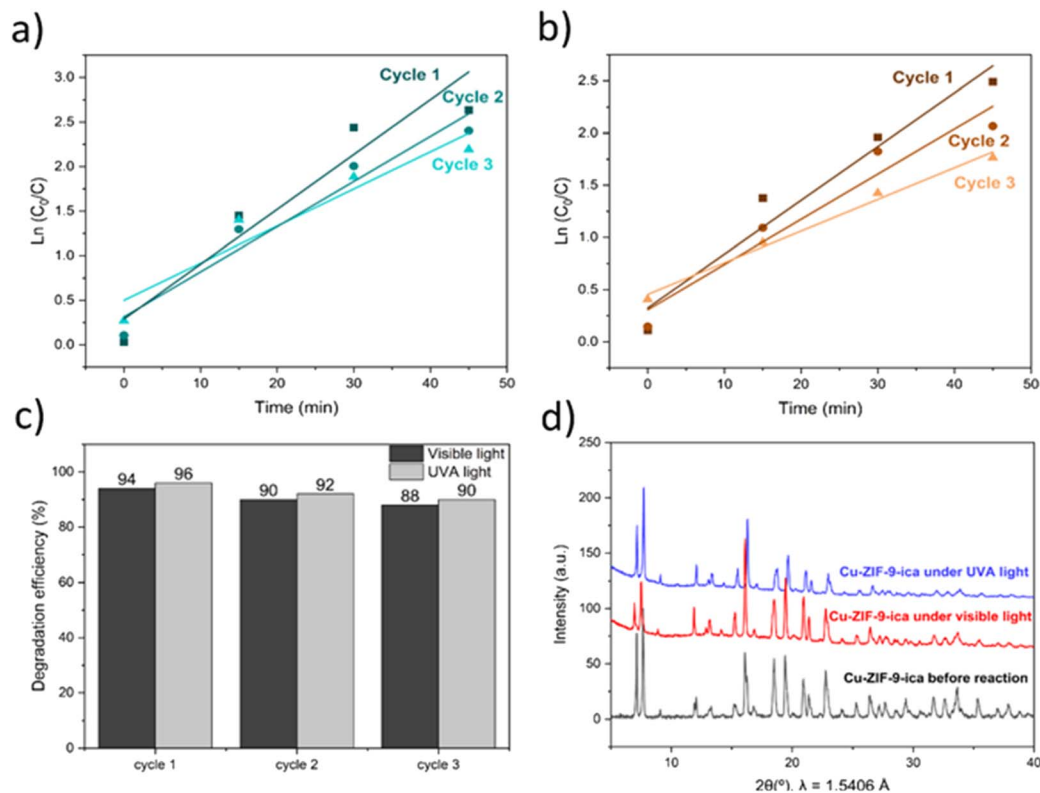 a)
Ln (C₀/C)
3.0
2.5
2.0
1.5
1.0
0.5
0.0
Cycle 1
Cycle 2
Cycle 3
0 10 20 30 40 50
Time (min)
b)
Ln (C₀/C)
2.5
2.0
1.5
1.0
0.5
0.0
Cycle 1
Cycle 2
Cycle 3
0 10 20 30 40 50
Time (min)
c)
Degradation efficiency (%)
100
80
60
40
20
0
Visible light
UVA light
94 96
90 92
88 90
cycle 1 cycle 2 cycle 3
d)
Intensity (a.u.)
250
200
150
100
50
0
Cu-ZIF-9-ica under UVA light
Cu-ZIF-9-ica under visible light
Cu-ZIF-9-ica before reaction
10 20 30 40
2θ(º), λ = 1.5406 Å